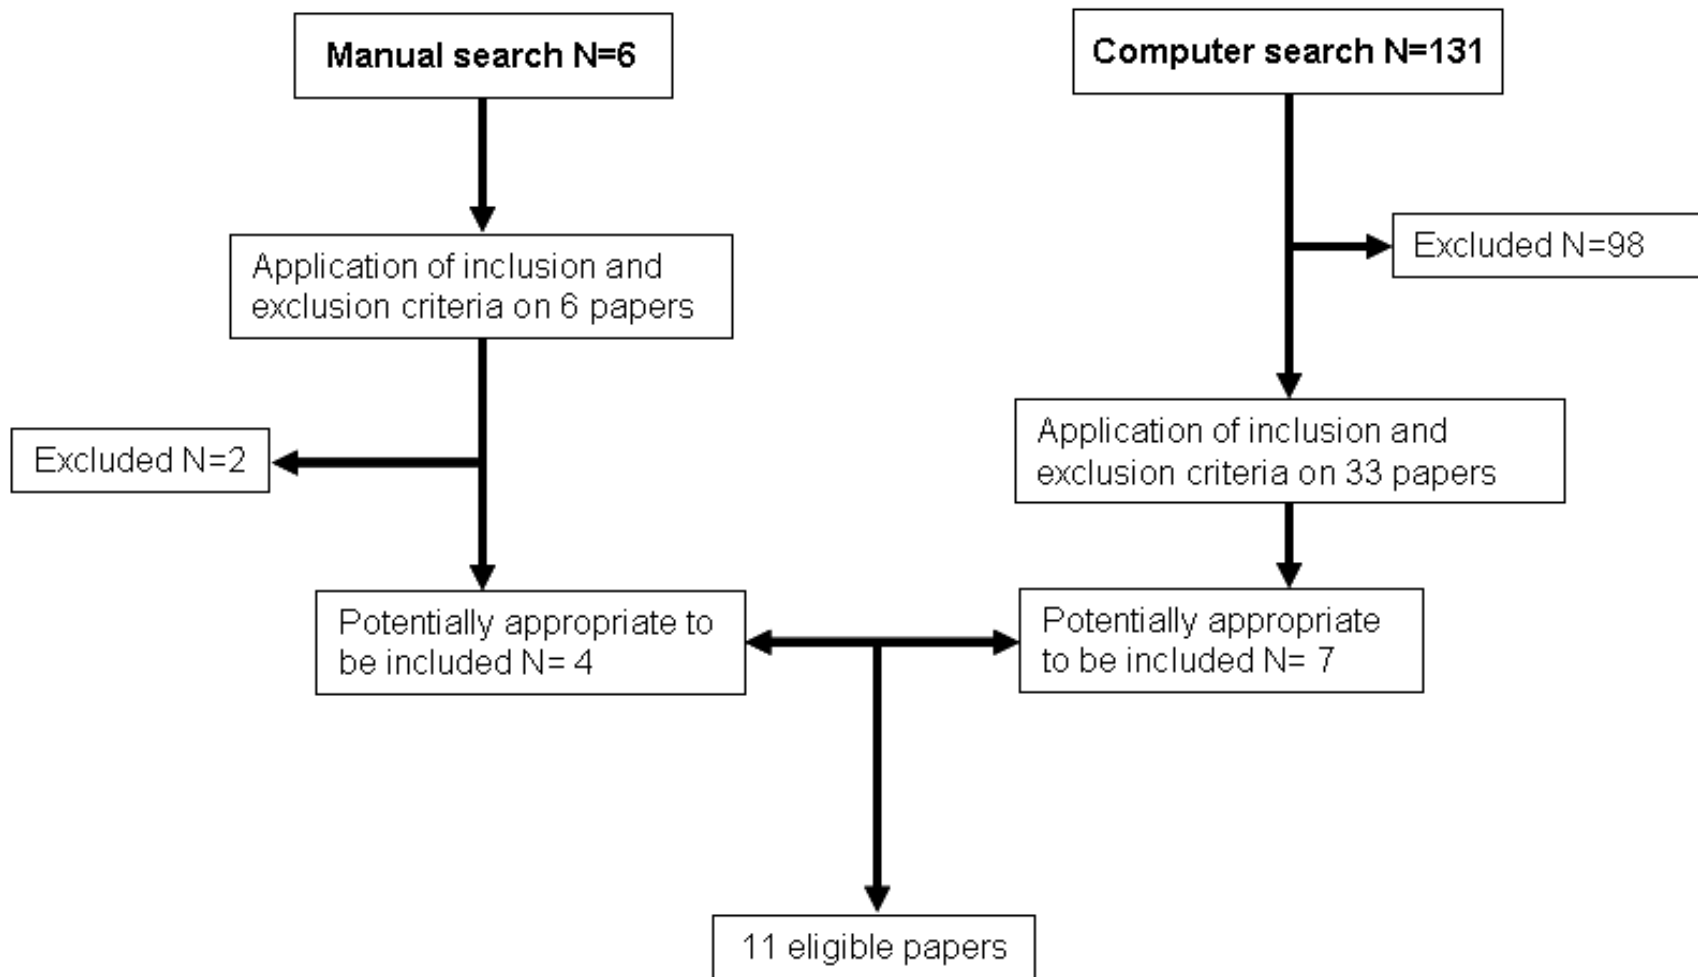 Manual search N=6
Computer search N=131
Excluded N=98
Application of inclusion and
exclusion criteria on 6 papers
Application of inclusion and
exclusion criteria on 33 papers
Excluded N=2
Potentially appropriate to
be included N= 4
Potentially appropriate
to be included N= 7
11 eligible papers